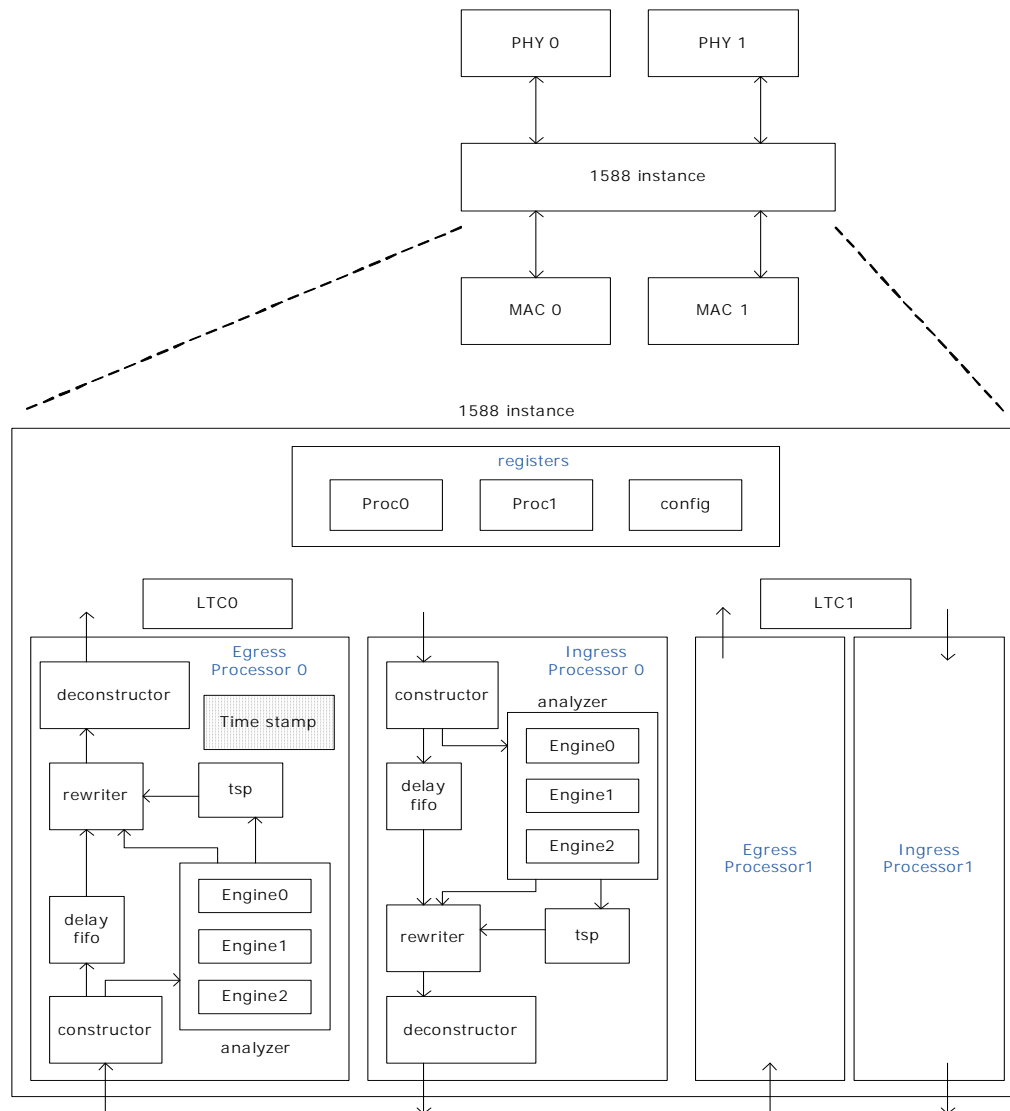 PHY 0
PHY 1
1588 instance
MAC 0
MAC 1
1588 instance
registers
Proc0
Proc1
config
LTC0
LTC1
Egress
Processor 0
deconstructor
Time stamp
rewriter
tsp
delay
fifo
Engine0
Engine1
Engine2
constructor
analyzer
Ingress
Processor 0
constructor
analyzer
Engine0
Engine1
Engine2
delay
fifo
rewriter
tsp
deconstructor
Egress
Processor1
Ingress
Processor1